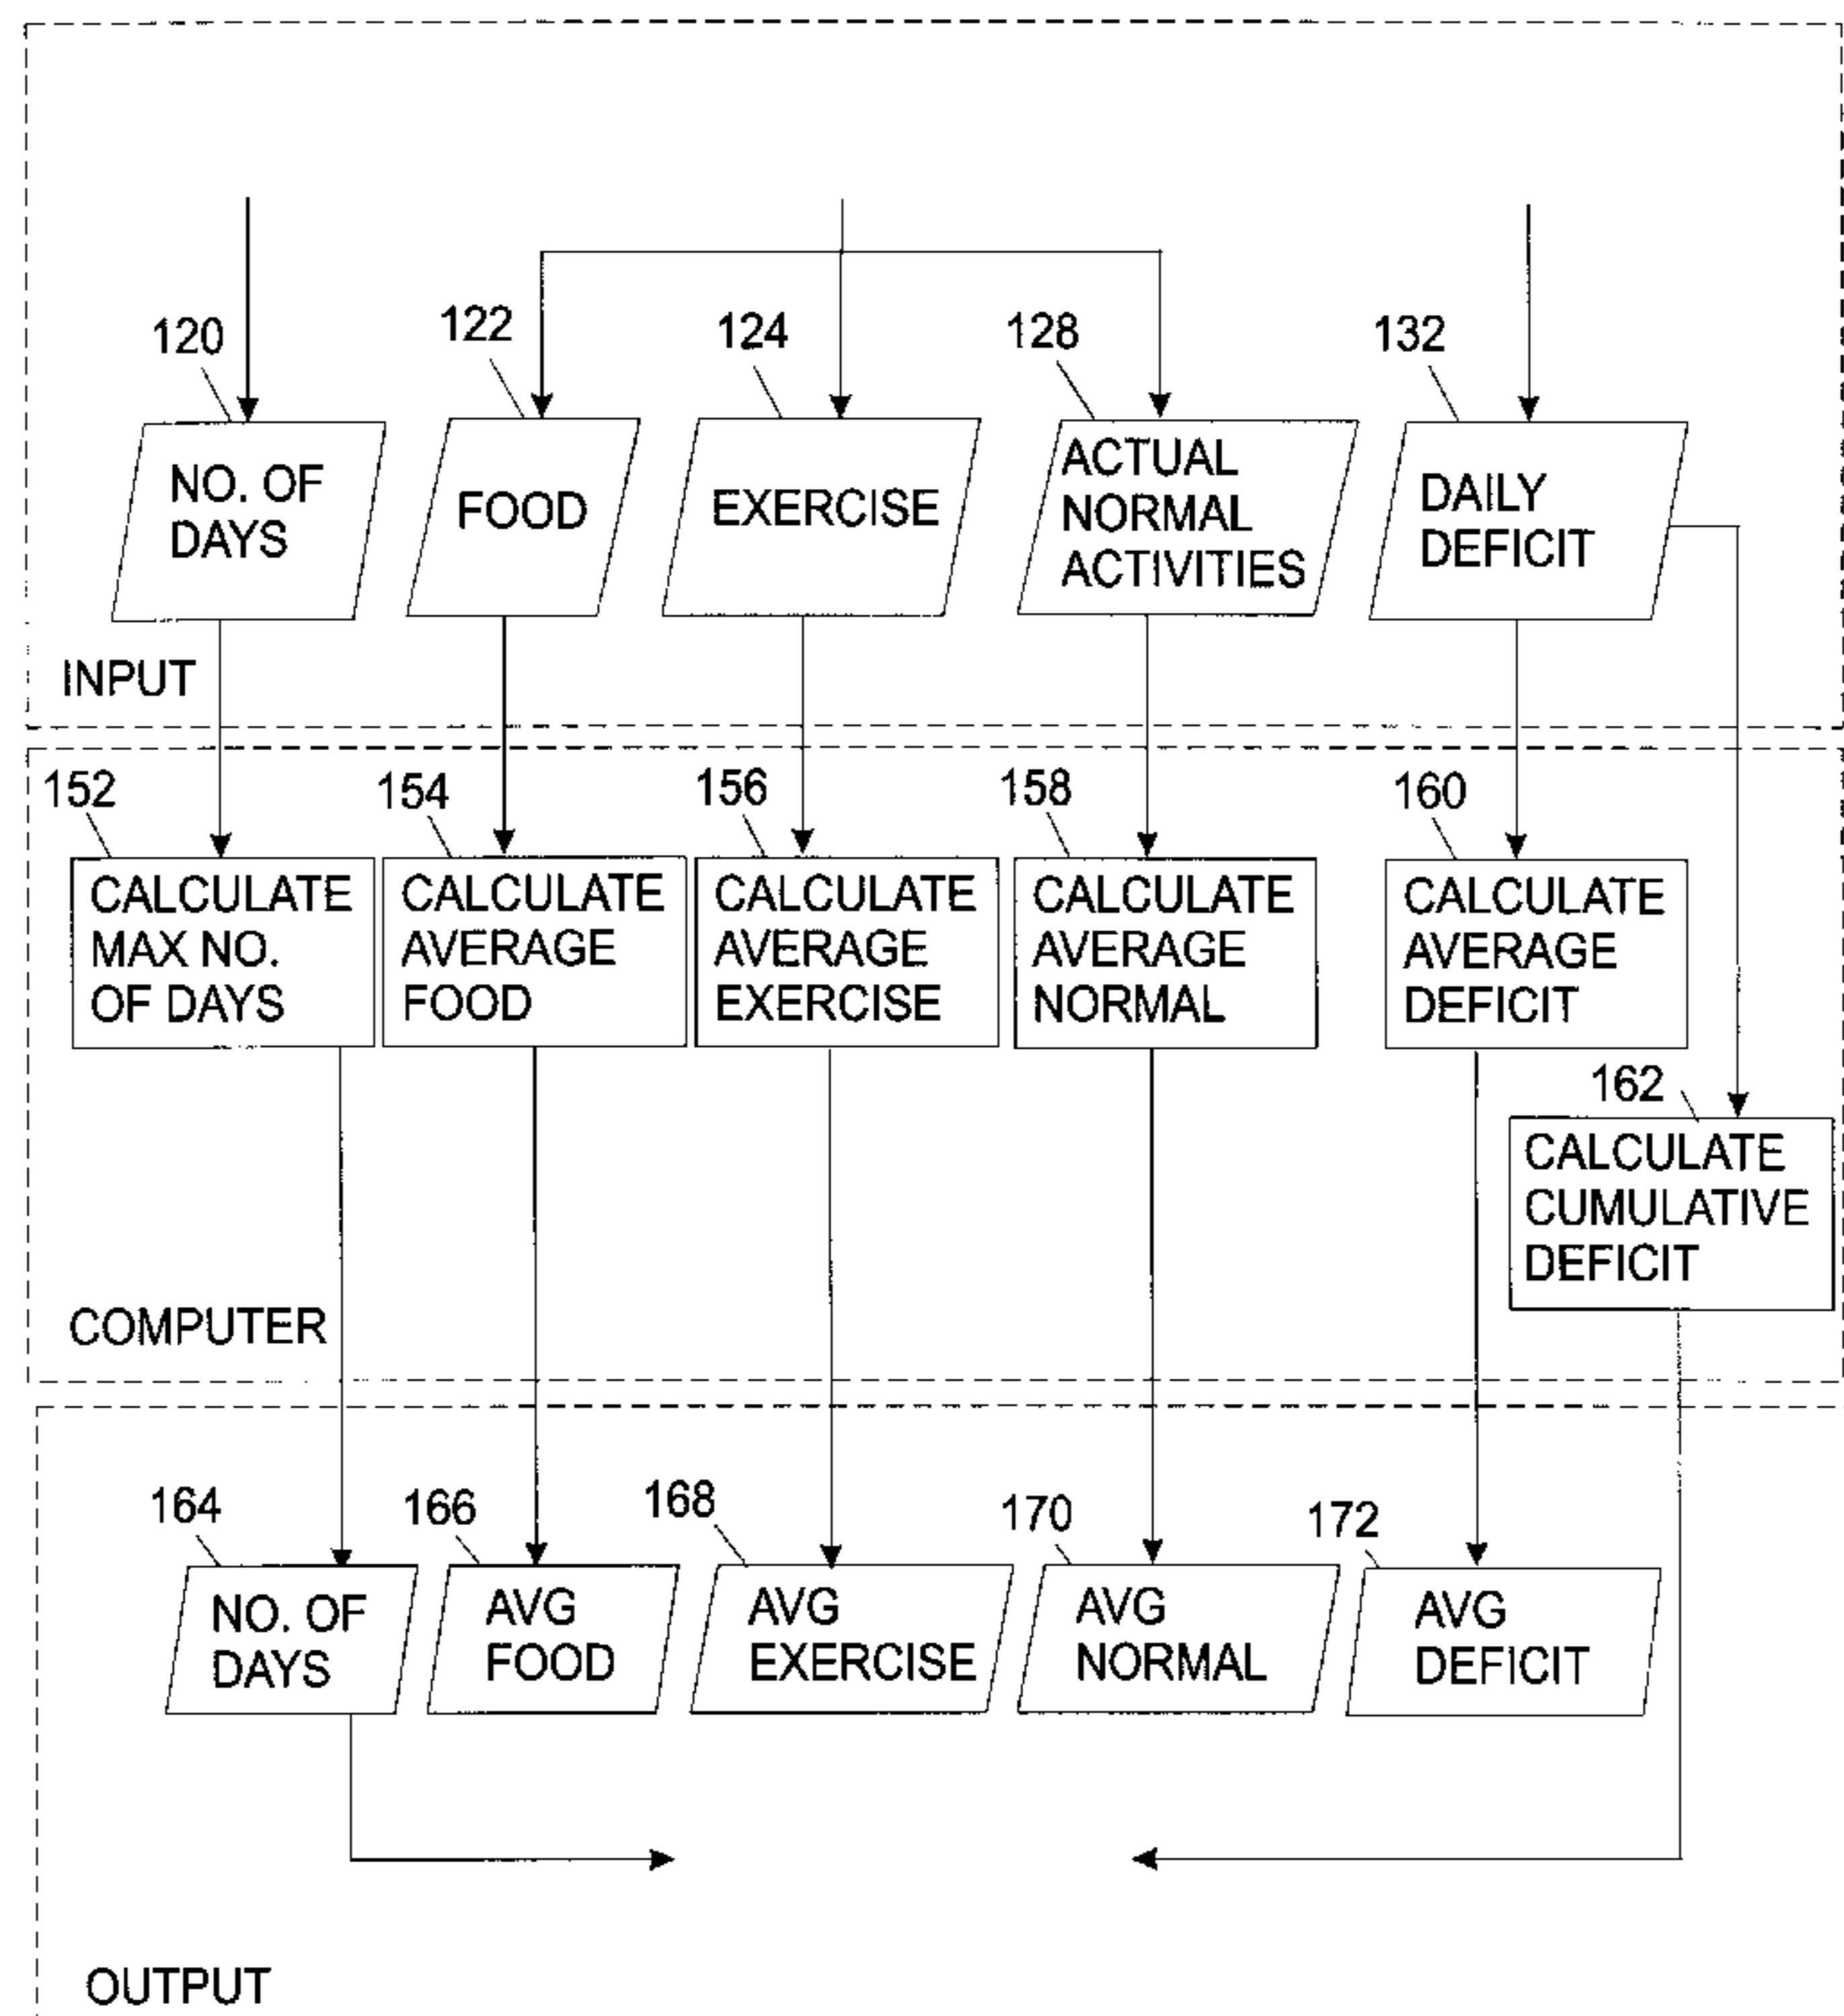 120
122
124
128
132
NO. OF
DAYS
FOOD
EXERCISE
ACTUAL
NORMAL
ACTIVITIES
DAILY
DEFICIT
INPUT
152
154
156
158
160
CALCULATE
MAX NO.
OF DAYS
CALCULATE
AVERAGE
FOOD
CALCULATE
AVERAGE
EXERCISE
CALCULATE
AVERAGE
NORMAL
CALCULATE
AVERAGE
DEFICIT
162
CALCULATE
CUMULATIVE
DEFICIT
COMPUTER
164
166
168
170
172
NO. OF
DAYS
AVG
FOOD
AVG
EXERCISE
AVG
NORMAL
AVG
DEFICIT
OUTPUT